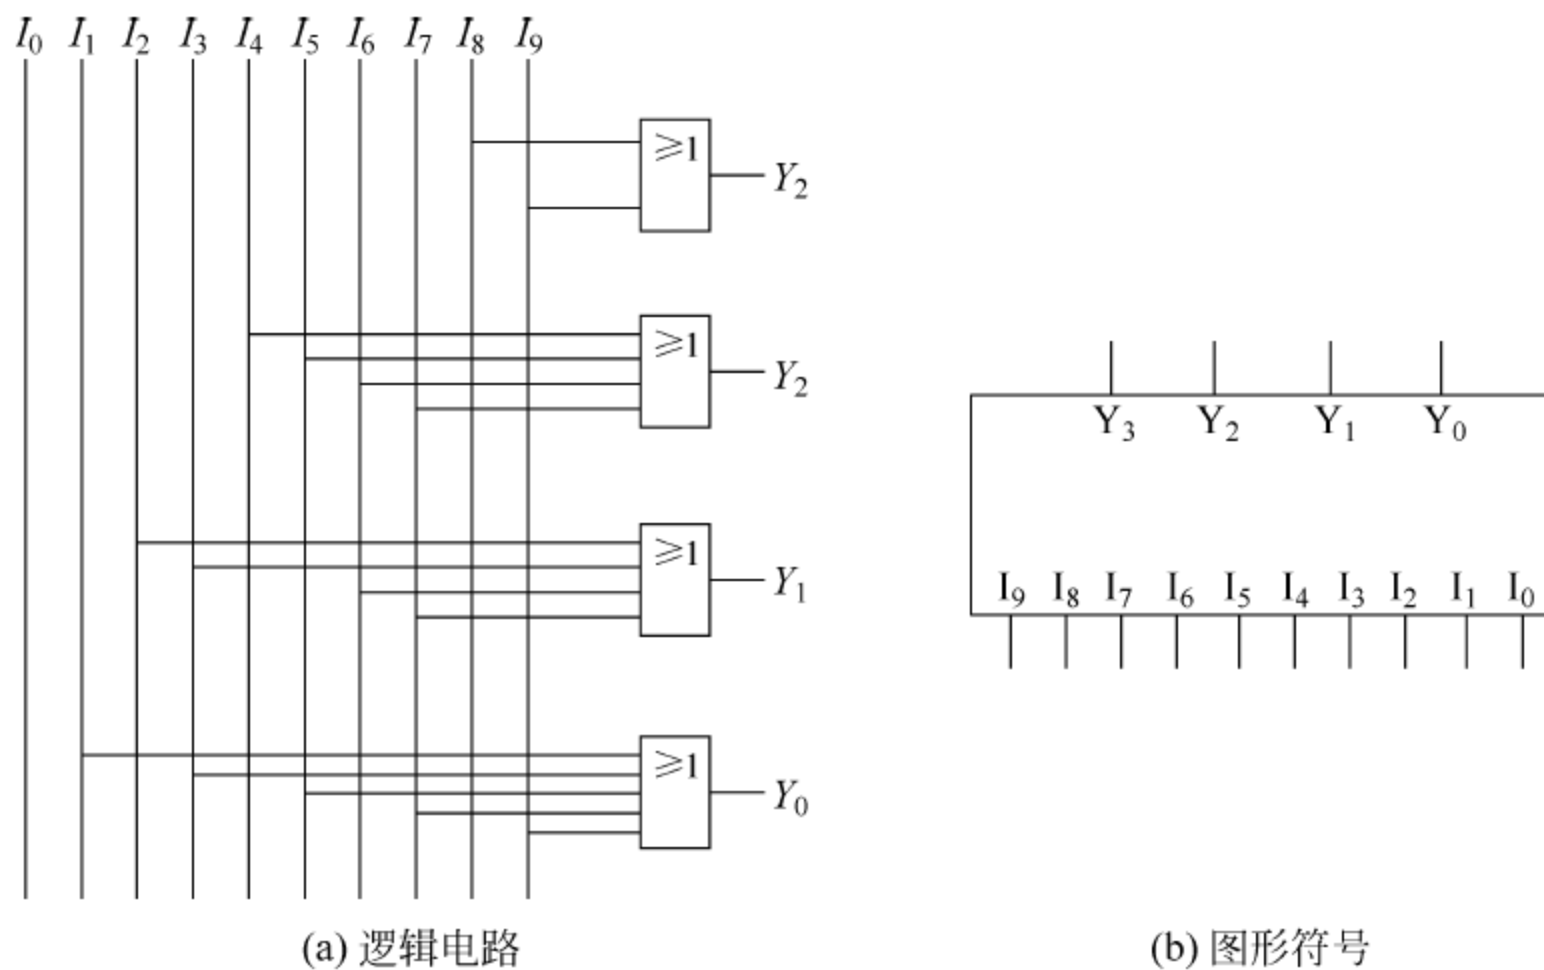 I₀ I₁ I₂ I₃ I₄ I₅ I₆ I₇ I₈ I₉
≥1
Y₂
≥1
Y₂
≥1
Y₁
≥1
Y₀
(a) 逻辑电路
Y₃ Y₂ Y₁ Y₀
I₉ I₈ I₇ I₆ I₅ I₄ I₃ I₂ I₁ I₀
(b) 图形符号